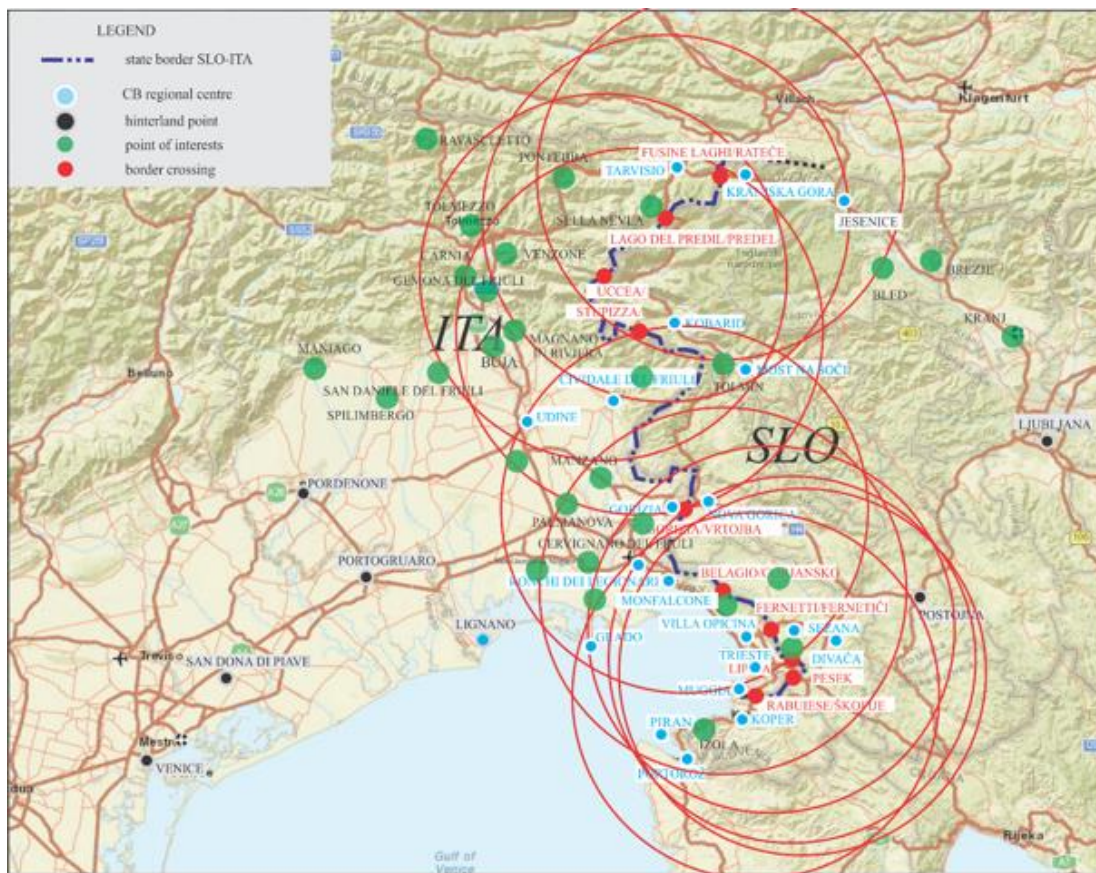 LEGEND
state border SLO-ITA
CB regional centre
hinterland point
point of interests
border crossing
Villach
Klagenfurt
RAVASCLETTO
PONTEBBA
FUSINE LAGHI/RATEČE
TARVISIO
KRANJSKA GORA
JESENICE
TOLMEZZO
Tolmezzo
SELLA NEVEA
LAGO DEL PREDIL/PREDEL
CARNIA
VENZONE
GEMONA DEL FRIULI
BREZJE
BLED
UCCEA/
STUPIZZA/
KOBARID
KRANJ
ITA
MAGNANO
IN RIVIERA
BUJA
MANIAGO
Belluno
SAN DANIELE DEL FRIULI
SPILIMBERGO
CIVIDALE DEL FRIULI
TOLMIN
MOST NA SOČI
UDINE
SLO
LJUBLJANA
MANZANO
PORDENONE
GORIZIA
NOVA GORICA
PALMANOVA
CERVIGNANO DEL FRIULI
PORTOGRUARO
RONCHI DEI LEGIONARI
MONFALCONE
POSTOJNA
FERNETTI/FERNETIČI
VILLA OPICINA
SEŽANA
LIGNANO
GRADO
TRIESTE
DIVAČA
Treviso
SAN DONA DI PIAVE
PESEK
MUGGIA
RABUIESE/ŠKOFIJE
PIRAN
KOPER
IZOLA
PORTOROŽ
Mestre
VENICE
Gulf of
Venice
Rijeka